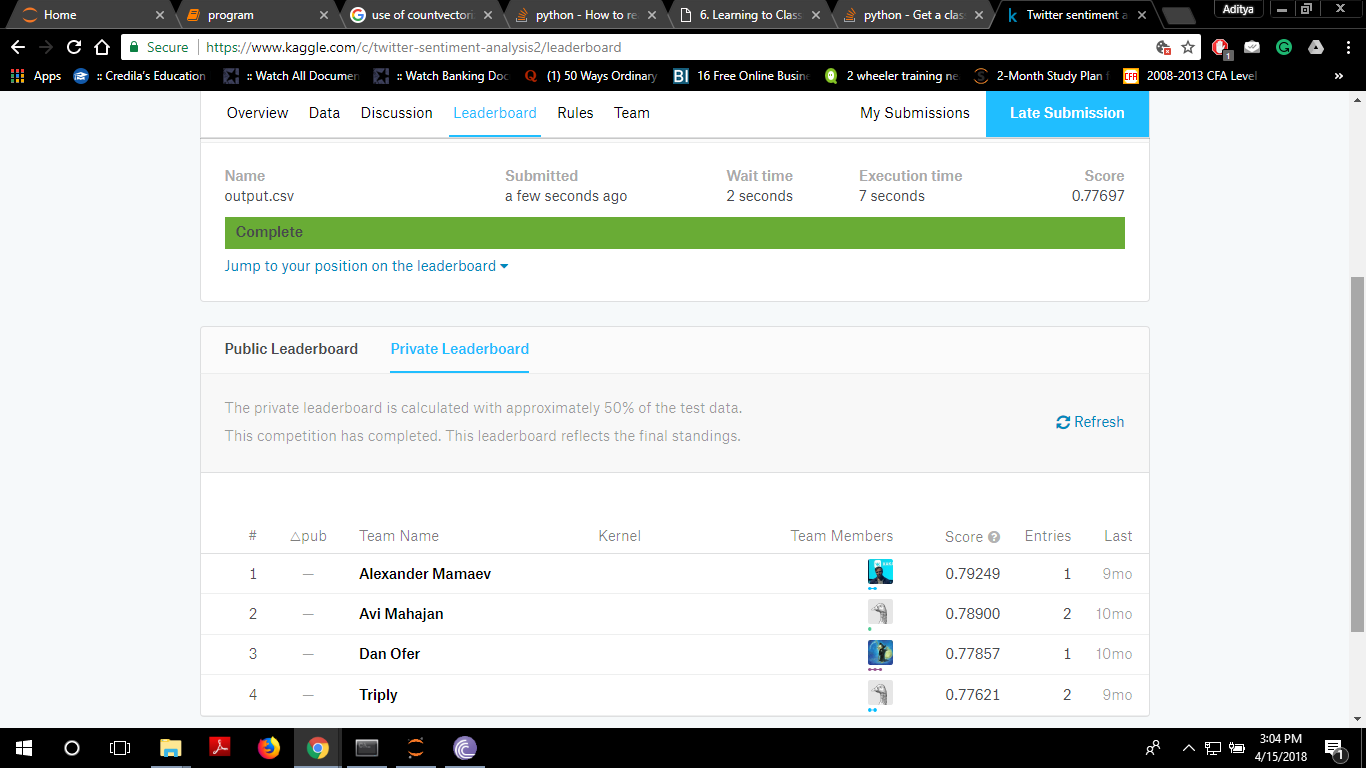 Home program use of countvectori python - How to re 6. Learning to Class python - Get a clas Twitter sentiment a Aditya
Secure https://www.kaggle.com/c/twitter-sentiment-analysis2/leaderboard 1
Apps :: Credila's Education :: Watch All Documen :: Watch Banking Doc Q (1) 50 Ways Ordinary BI 16 Free Online Busine 2 wheeler training ne 2-Month Study Plan f CFA 2008-2013 CFA Level »
Overview Data Discussion Leaderboard Rules Team My Submissions Late Submission
Name Submitted Wait time Execution time Score
output.csv a few seconds ago 2 seconds 7 seconds 0.77697
Complete
Jump to your position on the leaderboard
Public Leaderboard Private Leaderboard
The private leaderboard is calculated with approximately 50% of the test data.
This competition has completed. This leaderboard reflects the final standings.
Refresh
# △pub Team Name Kernel Team Members Score ? Entries Last
1 — Alexander Mamaev 0.79249 1 9mo
2 — Avi Mahajan 0.78900 2 10mo
3 — Dan Ofer 0.77857 1 10mo
4 — Triply 0.77621 2 9mo
3:04 PM
4/15/2018 1